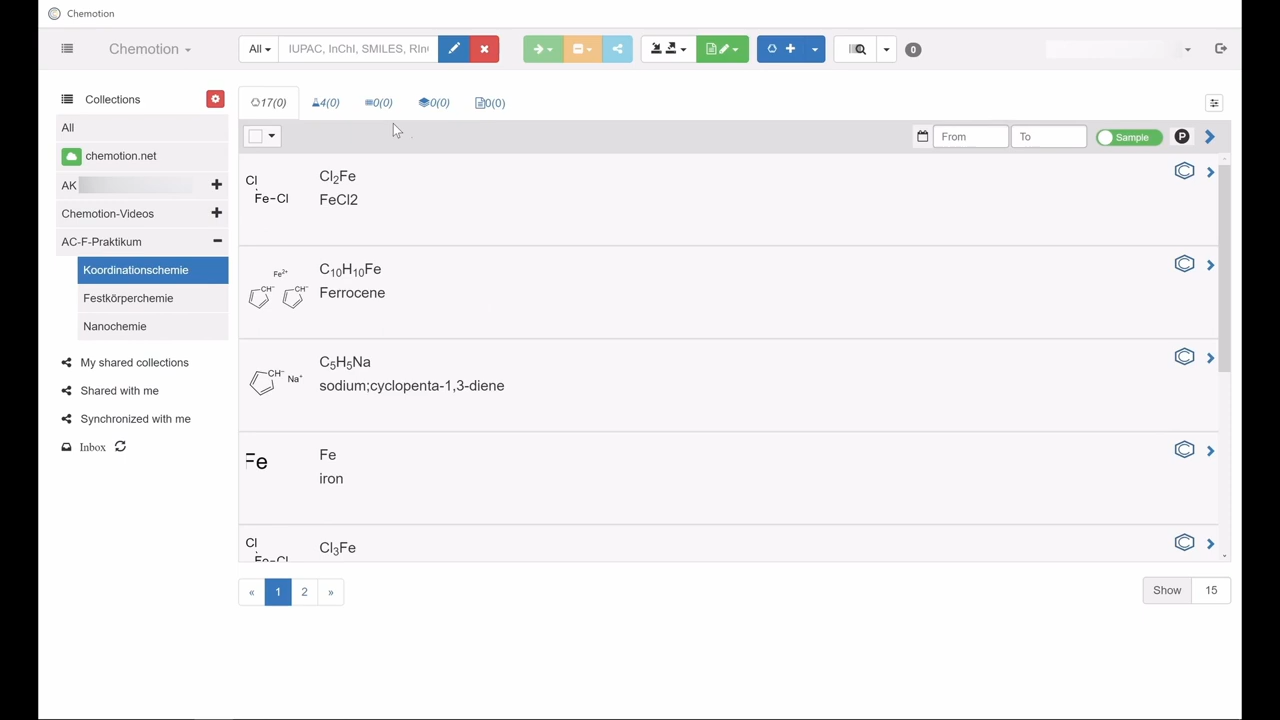 Chemotion
Chemotion
All
IUPAC, InChI, SMILES, RIn
0
Collections
All
chemotion.net
AK
Chemotion-Videos
AC-F-Praktikum
Koordinationschemie
Festkörperchemie
Nanochemie
My shared collections
Shared with me
Synchronized with me
Inbox
17(0) 4(0) 0(0) 0(0) 0(0)
From To Sample P
Cl
Fe-Cl
Cl₂Fe
FeCl2
Fe²⁺
CH⁻ CH⁻
C₁₀H₁₀Fe
Ferrocene
CH⁻ Na⁺
C₅H₅Na
sodium;cyclopenta-1,3-diene
Fe
Fe
iron
Cl
Fe-Cl
Cl₃Fe
« 1 2 »
Show 15